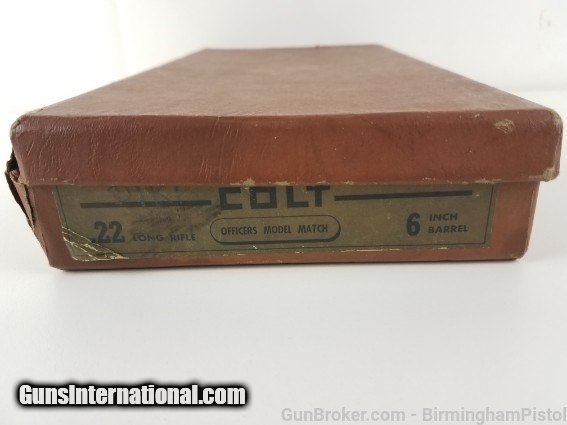 COLT
.22 LONG RIFLE
OFFICERS MODEL MATCH
6 INCH BARREL
GunsInternational.com
GunBroker.com - BirminghamPistol